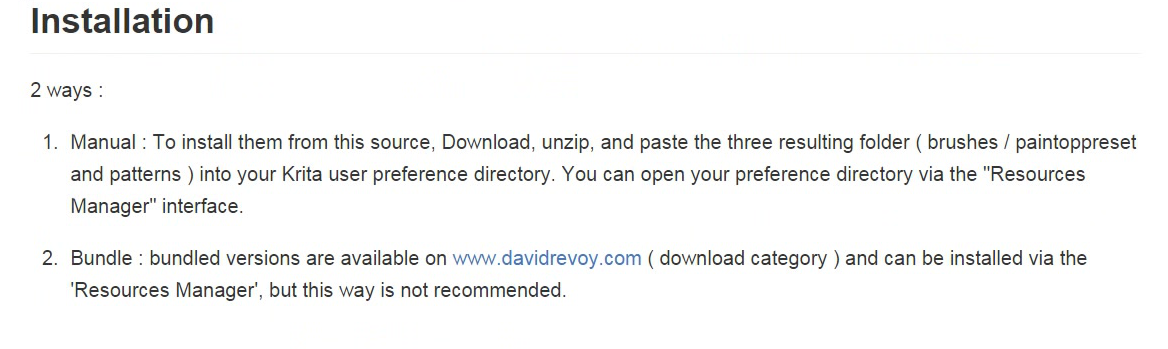 Installation
2 ways :
1. Manual : To install them from this source, Download, unzip, and paste the three resulting folder ( brushes / paintoppreset
and patterns ) into your Krita user preference directory. You can open your preference directory via the "Resources
Manager" interface.
2. Bundle : bundled versions are available on www.davidrevoy.com ( download category ) and can be installed via the
'Resources Manager', but this way is not recommended.